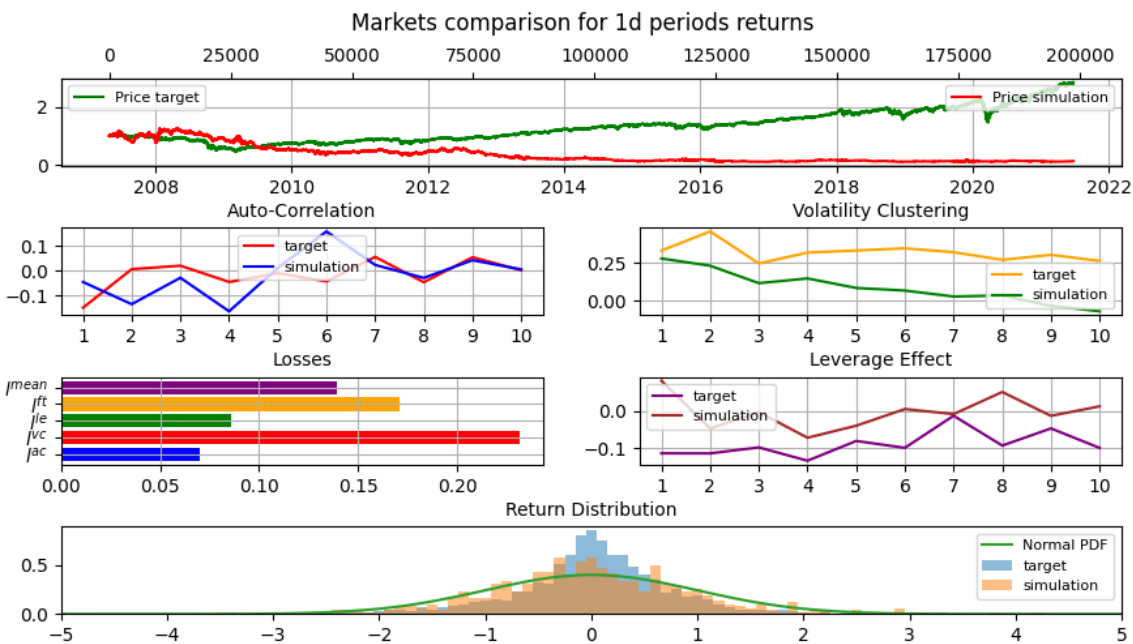 Markets comparison for 1d periods returns
0 25000 50000 75000 100000 125000 150000 175000 200000
Price target
Price simulation
2
0
2008 2010 2012 2014 2016 2018 2020 2022
Auto-Correlation
0.1
0.0
−0.1
target
simulation
1 2 3 4 5 6 7 8 9 10
Volatility Clustering
0.25
0.00
target
simulation
1 2 3 4 5 6 7 8 9 10
Losses
l^mean
l^ft
l^le
l^vc
l^ac
0.00 0.05 0.10 0.15 0.20
Leverage Effect
0.0
−0.1
target
simulation
1 2 3 4 5 6 7 8 9 10
Return Distribution
0.5
0.0
Normal PDF
target
simulation
−5 −4 −3 −2 −1 0 1 2 3 4 5